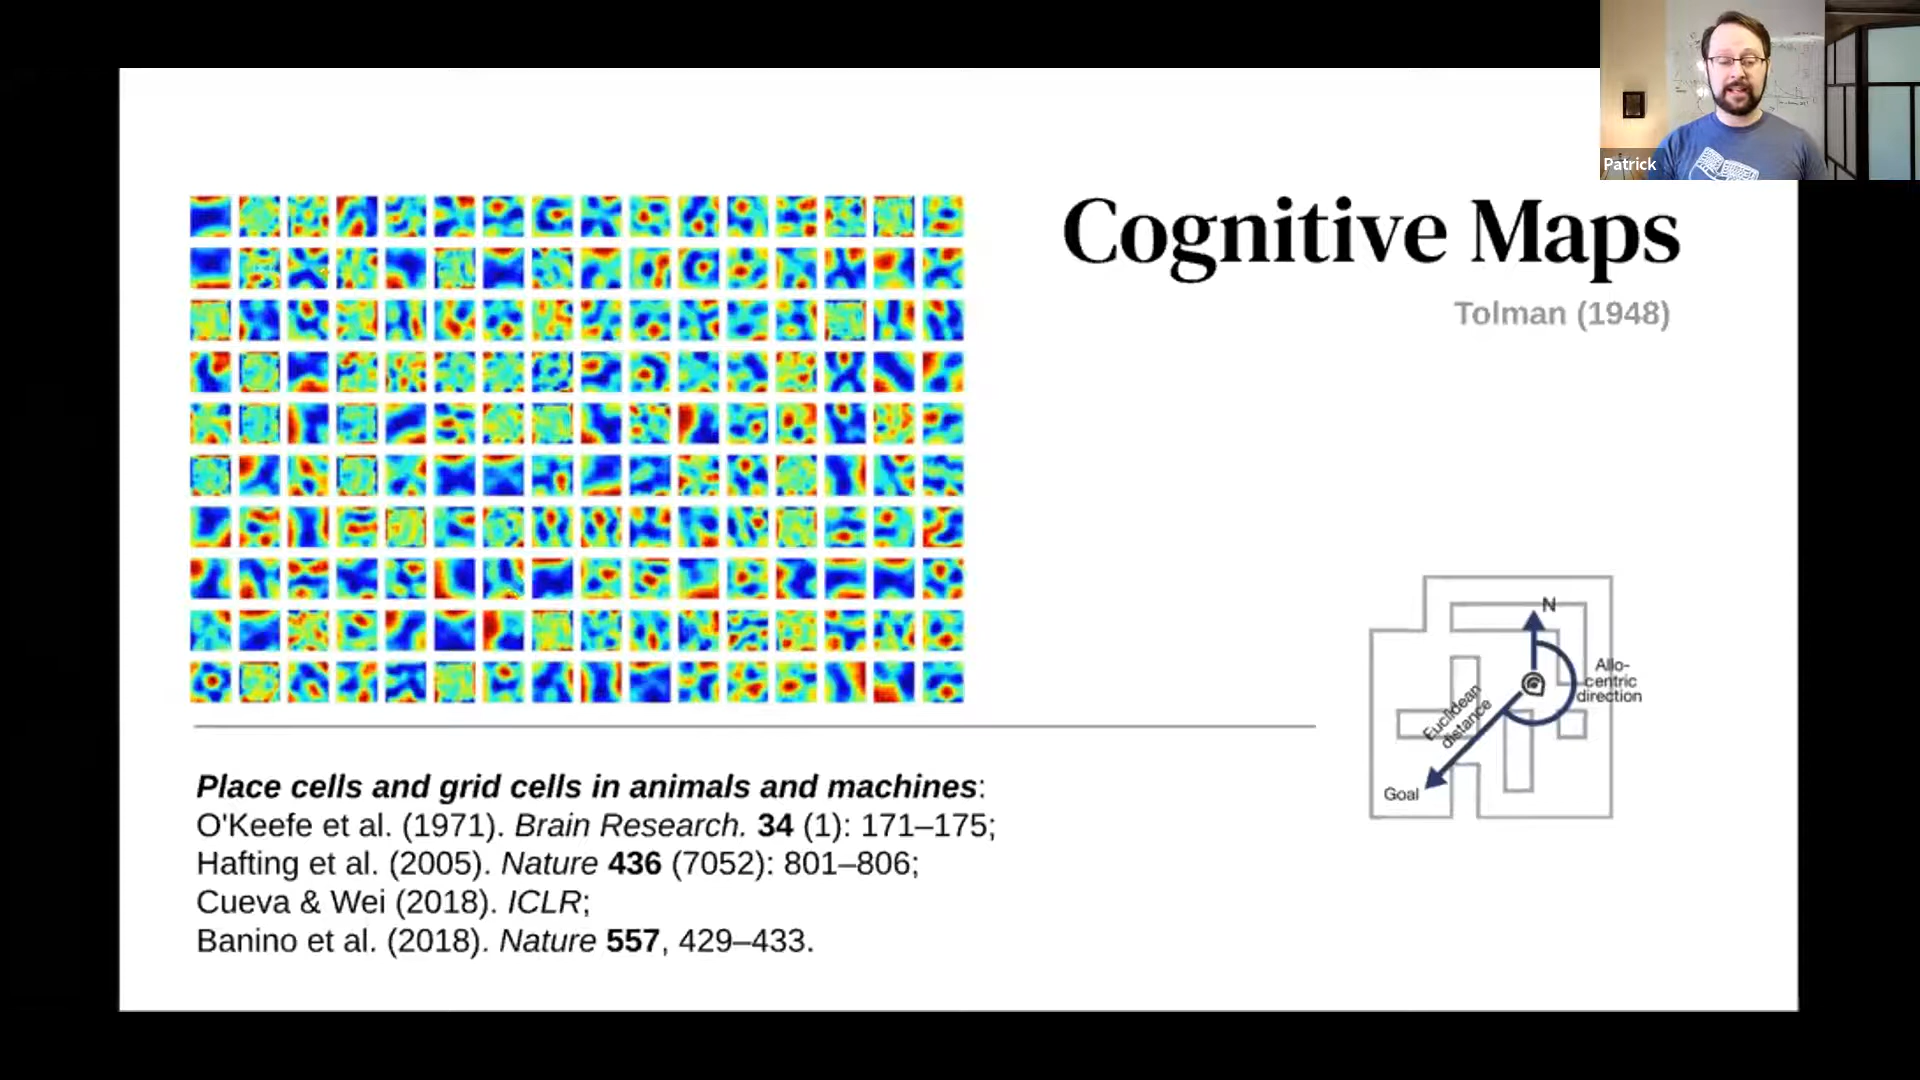 Patrick
Cognitive Maps
Tolman (1948)
N
Allo-
centric
direction
Euclidean
distance
Goal
Place cells and grid cells in animals and machines:
O'Keefe et al. (1971). Brain Research. 34 (1): 171–175;
Hafting et al. (2005). Nature 436 (7052): 801–806;
Cueva & Wei (2018). ICLR;
Banino et al. (2018). Nature 557, 429–433.